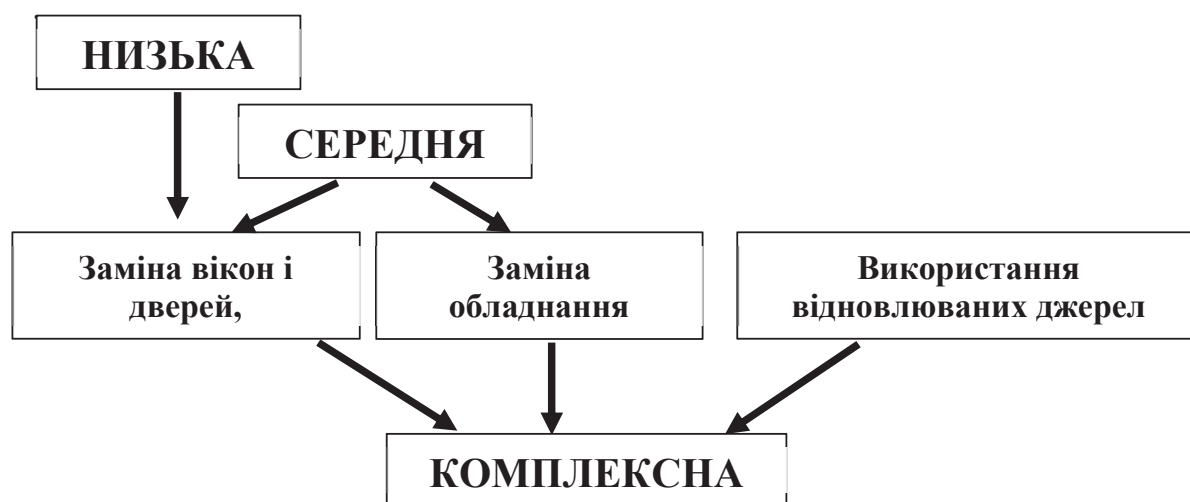 НИЗЬКА
СЕРЕДНЯ
Заміна вікон і
дверей,
Заміна
обладнання
Використання
відновлюваних джерел
КОМПЛЕКСНА